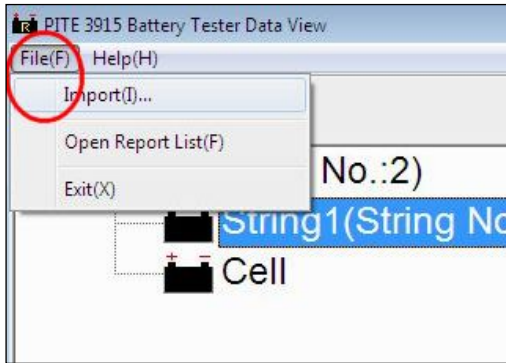 PITE 3915 Battery Tester Data View
File(F) Help(H)
Import(I)...
Open Report List(F)
Exit(X)
No.:2)
String1(String No
Cell